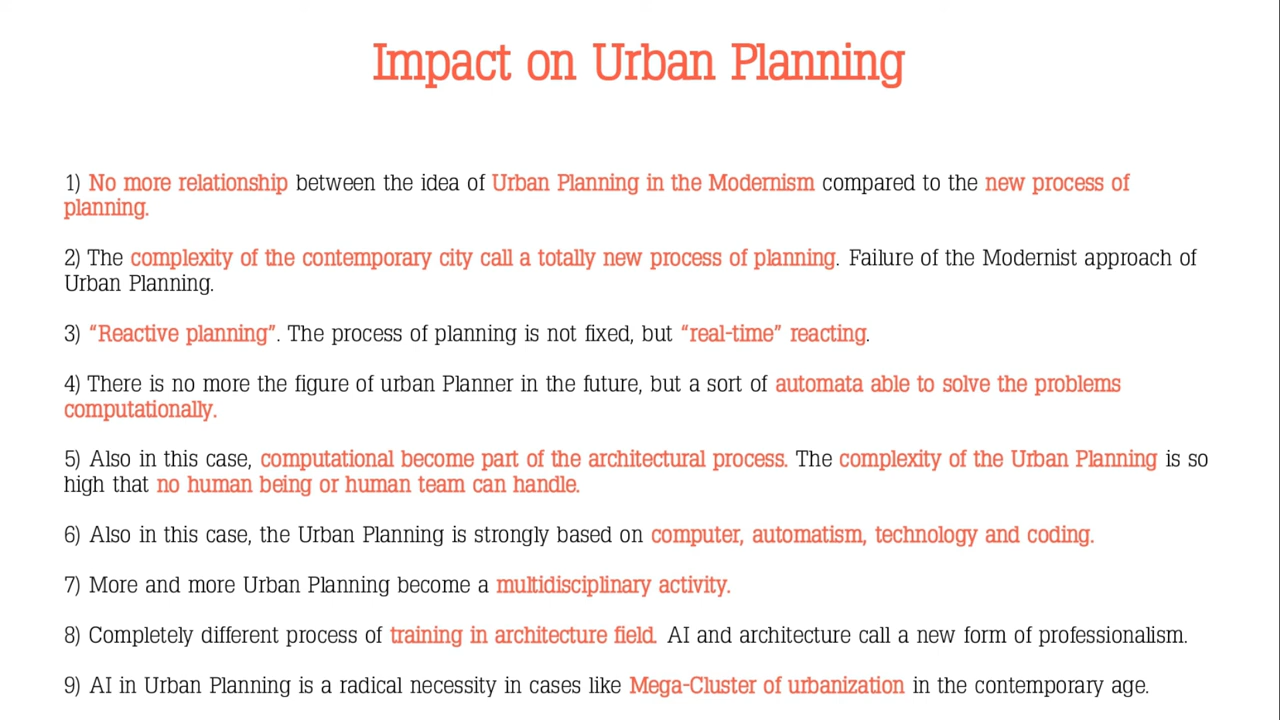 Impact on Urban Planning
1) No more relationship between the idea of Urban Planning in the Modernism compared to the new process of
planning.
2) The complexity of the contemporary city call a totally new process of planning. Failure of the Modernist approach of
Urban Planning.
3) “Reactive planning”. The process of planning is not fixed, but “real-time” reacting.
4) There is no more the figure of urban Planner in the future, but a sort of automata able to solve the problems
computationally.
5) Also in this case, computational become part of the architectural process. The complexity of the Urban Planning is so
high that no human being or human team can handle.
6) Also in this case, the Urban Planning is strongly based on computer, automatism, technology and coding.
7) More and more Urban Planning become a multidisciplinary activity.
8) Completely different process of training in architecture field. AI and architecture call a new form of professionalism.
9) AI in Urban Planning is a radical necessity in cases like Mega-Cluster of urbanization in the contemporary age.